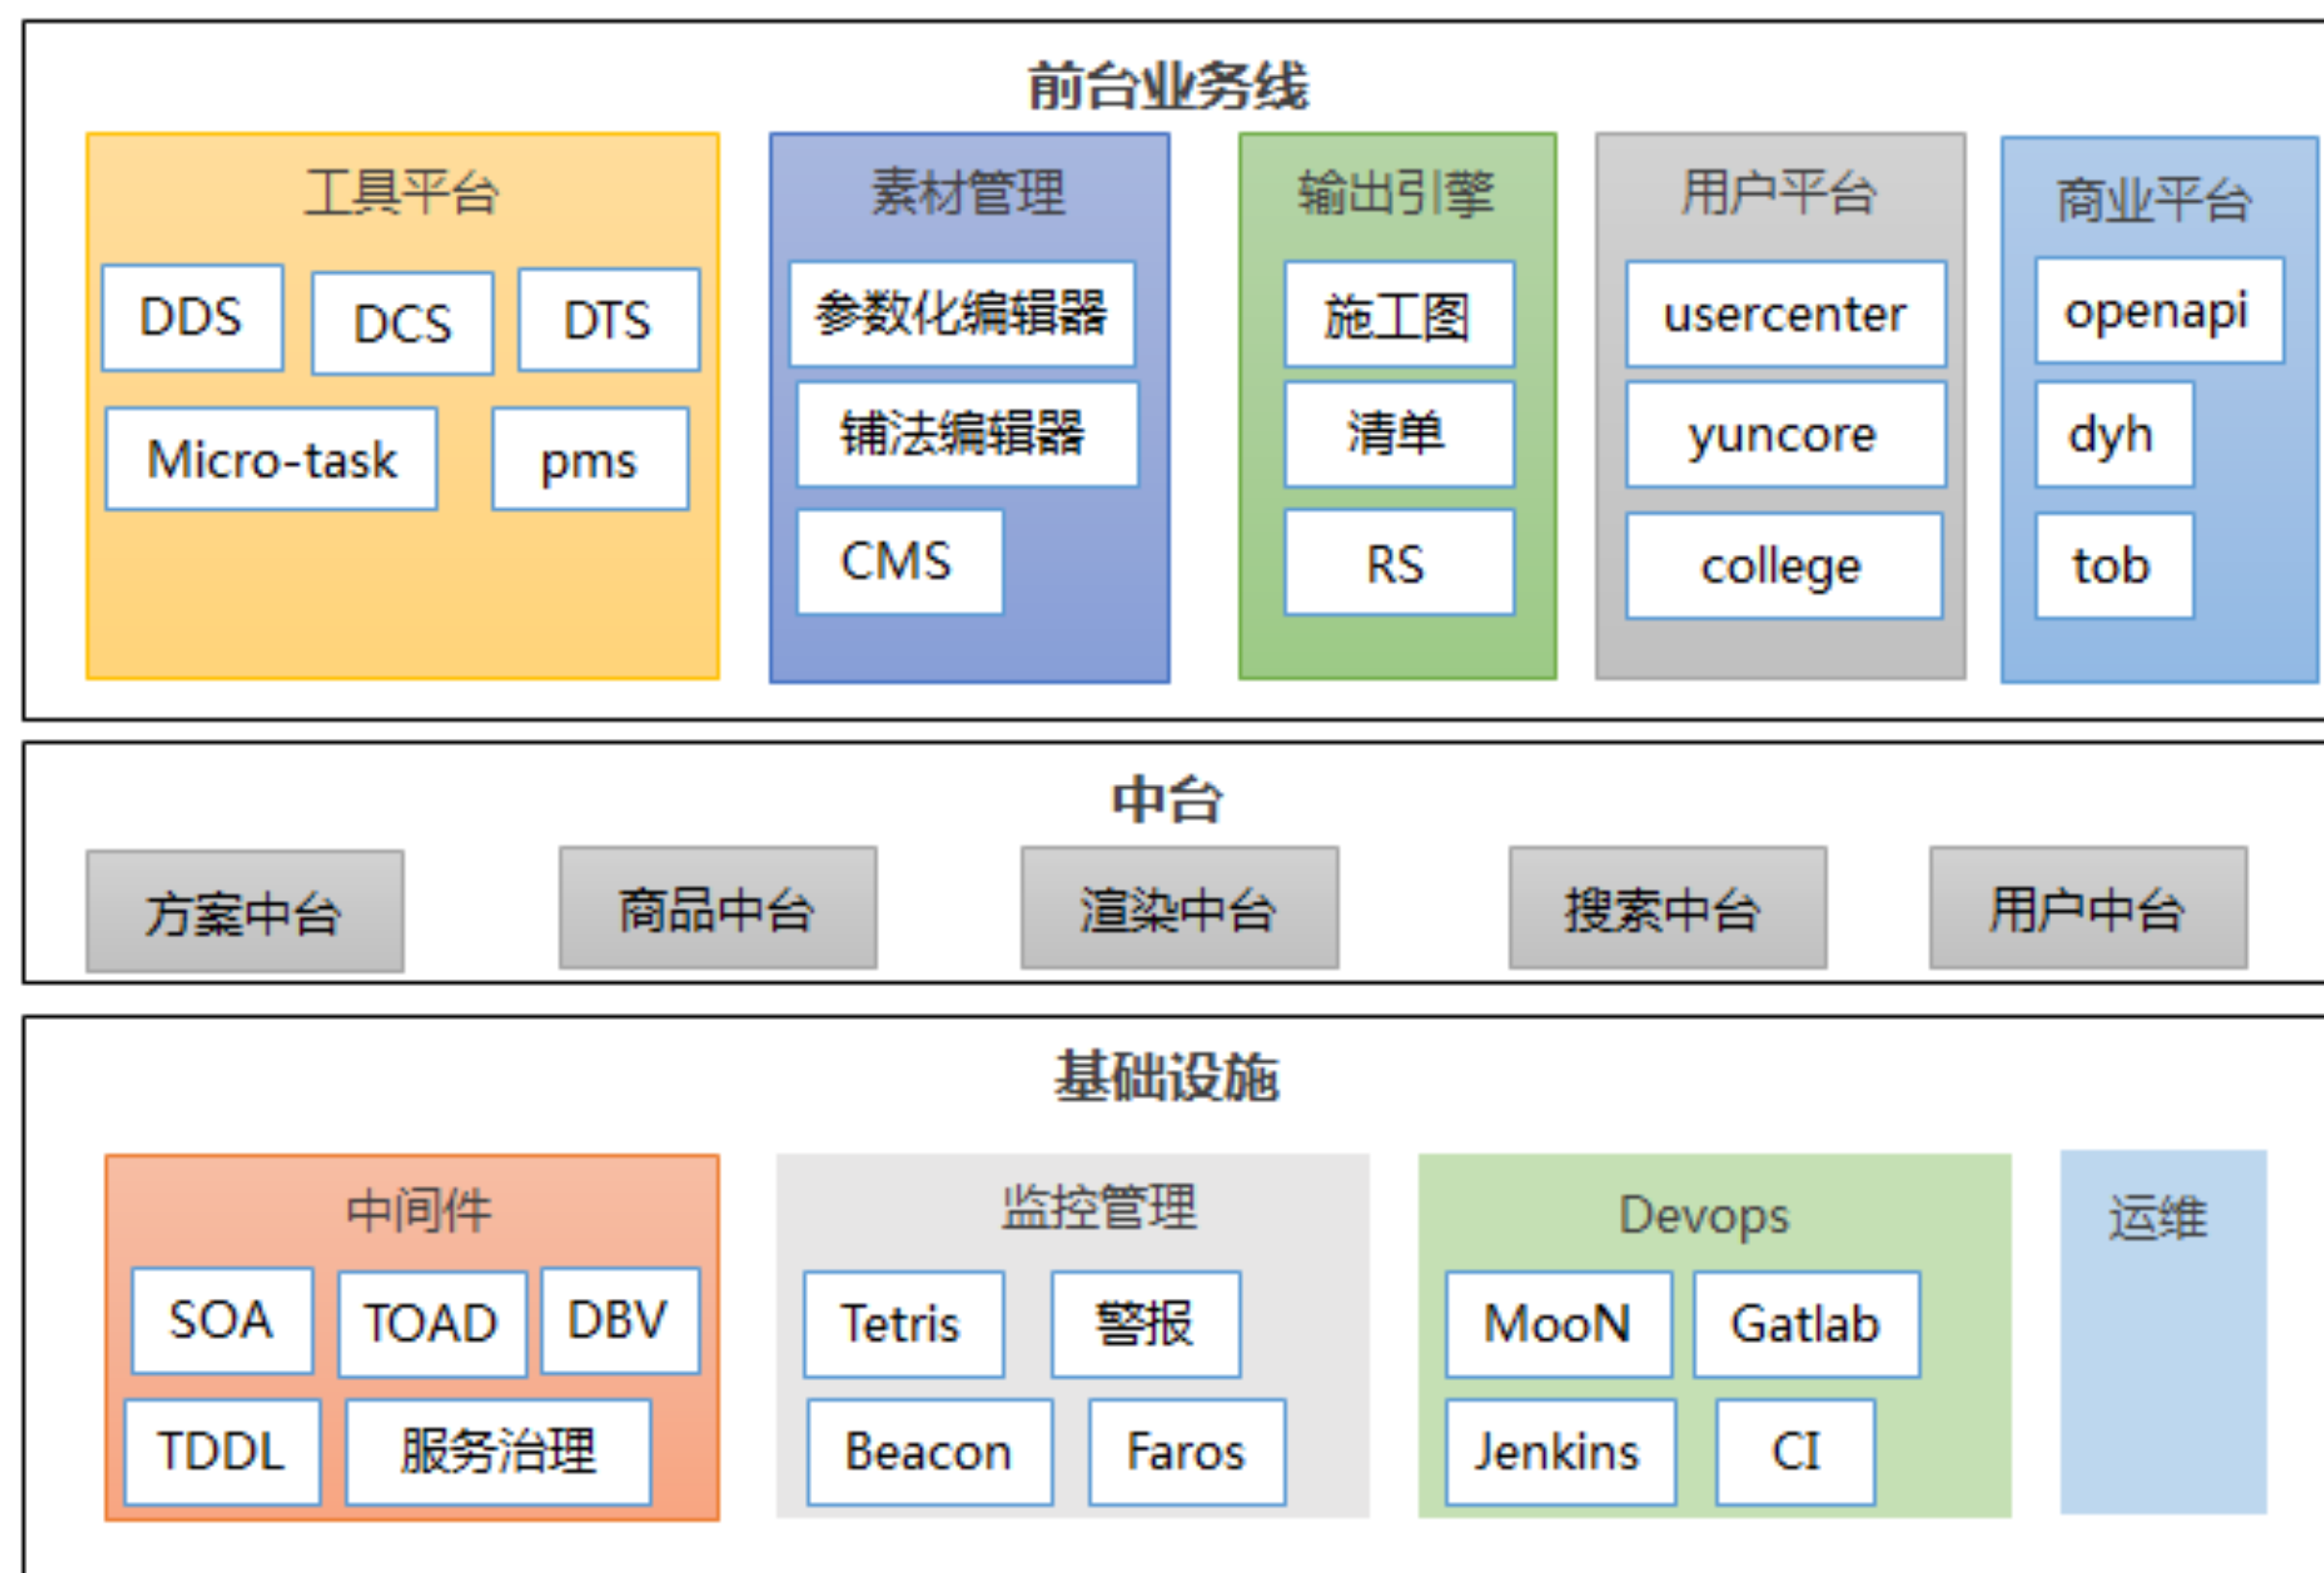 前台业务线
工具平台
DDS
DCS
DTS
Micro-task
pms
素材管理
参数化编辑器
铺法编辑器
CMS
输出引擎
施工图
清单
RS
用户平台
usercenter
yuncore
college
商业平台
openapi
dyh
tob
中台
方案中台
商品中台
渲染中台
搜索中台
用户中台
基础设施
中间件
SOA
TOAD
DBV
TDDL
服务治理
监控管理
Tetris
警报
Beacon
Faros
Devops
MooN
Gatlab
Jenkins
CI
运维